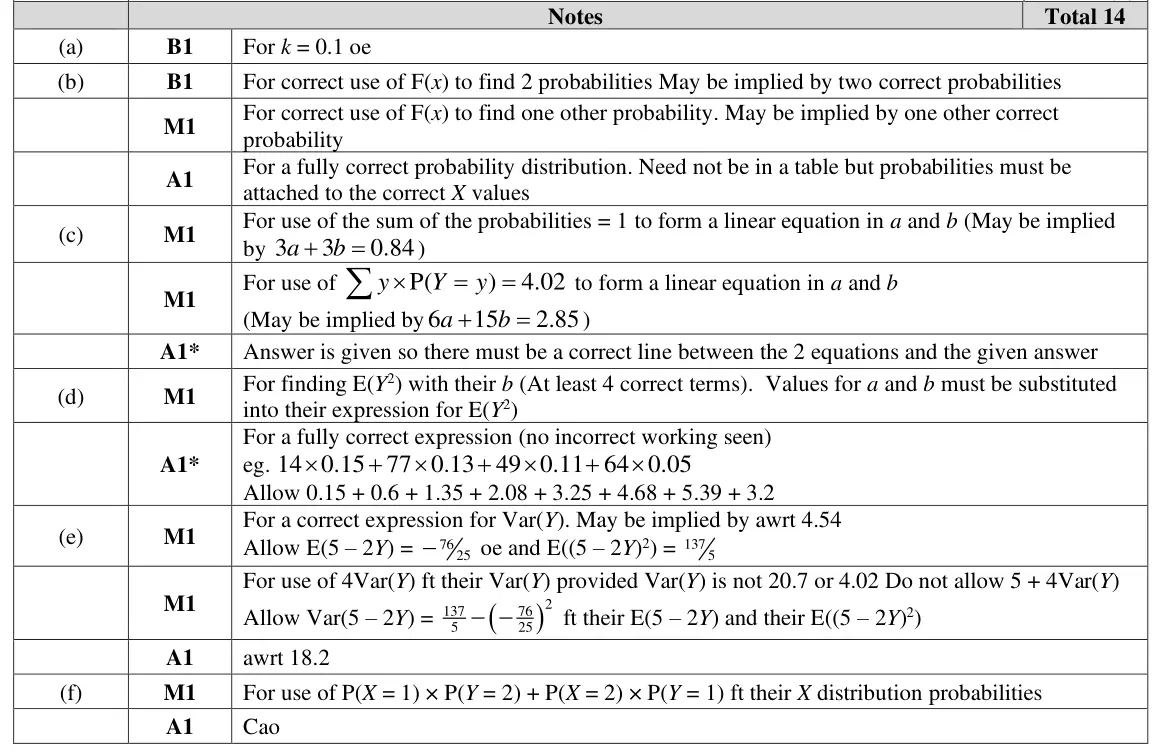 Notes Total 14
(a) B1 For k = 0.1 oe
(b) B1 For correct use of F(x) to find 2 probabilities May be implied by two correct probabilities
M1 For correct use of F(x) to find one other probability. May be implied by one other correct
probability
A1 For a fully correct probability distribution. Need not be in a table but probabilities must be
attached to the correct X values
(c) M1 For use of the sum of the probabilities = 1 to form a linear equation in a and b (May be implied
by 3a + 3b = 0.84 )
M1 For use of ∑ y × P(Y = y) = 4.02 to form a linear equation in a and b
(May be implied by 6a + 15b = 2.85 )
A1* Answer is given so there must be a correct line between the 2 equations and the given answer
(d) M1 For finding E(Y²) with their b (At least 4 correct terms). Values for a and b must be substituted
into their expression for E(Y²)
A1* For a fully correct expression (no incorrect working seen)
eg. 14×0.15 + 77×0.13 + 49×0.11 + 64×0.05
Allow 0.15 + 0.6 + 1.35 + 2.08 + 3.25 + 4.68 + 5.39 + 3.2
(e) M1 For a correct expression for Var(Y). May be implied by awrt 4.54
Allow E(5 – 2Y) = −76/25 oe and E((5 – 2Y)²) = 137/5
M1 For use of 4Var(Y) ft their Var(Y) provided Var(Y) is not 20.7 or 4.02 Do not allow 5 + 4Var(Y)
Allow Var(5 – 2Y) = 137/5 − (−76/25)² ft their E(5 – 2Y) and their E((5 – 2Y)²)
A1 awrt 18.2
(f) M1 For use of P(X = 1) × P(Y = 2) + P(X = 2) × P(Y = 1) ft their X distribution probabilities
A1 Cao